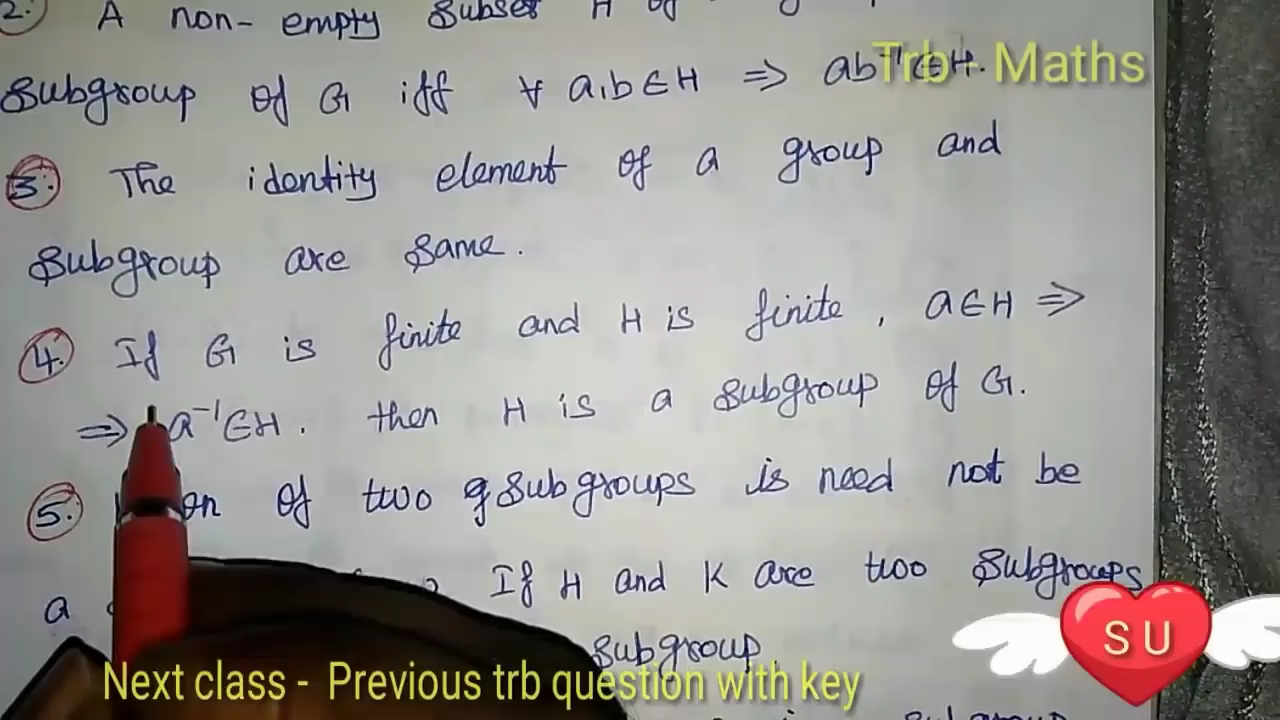 2. A non-empty Subset H of
Subgroup of G iff ∀ a,b∈H ⇒ ab⁻¹∈H.
Trb - Maths
3. The identity element of a group and
Subgroup are Same.
4. If G is finite and H is finite, a∈H ⇒
⇒ a⁻¹∈H. then H is a Subgroup of G.
5. of two Subgroups is need not be
a If H and K are two Subgroups
Subgroup
S U
Next class - Previous trb question with key